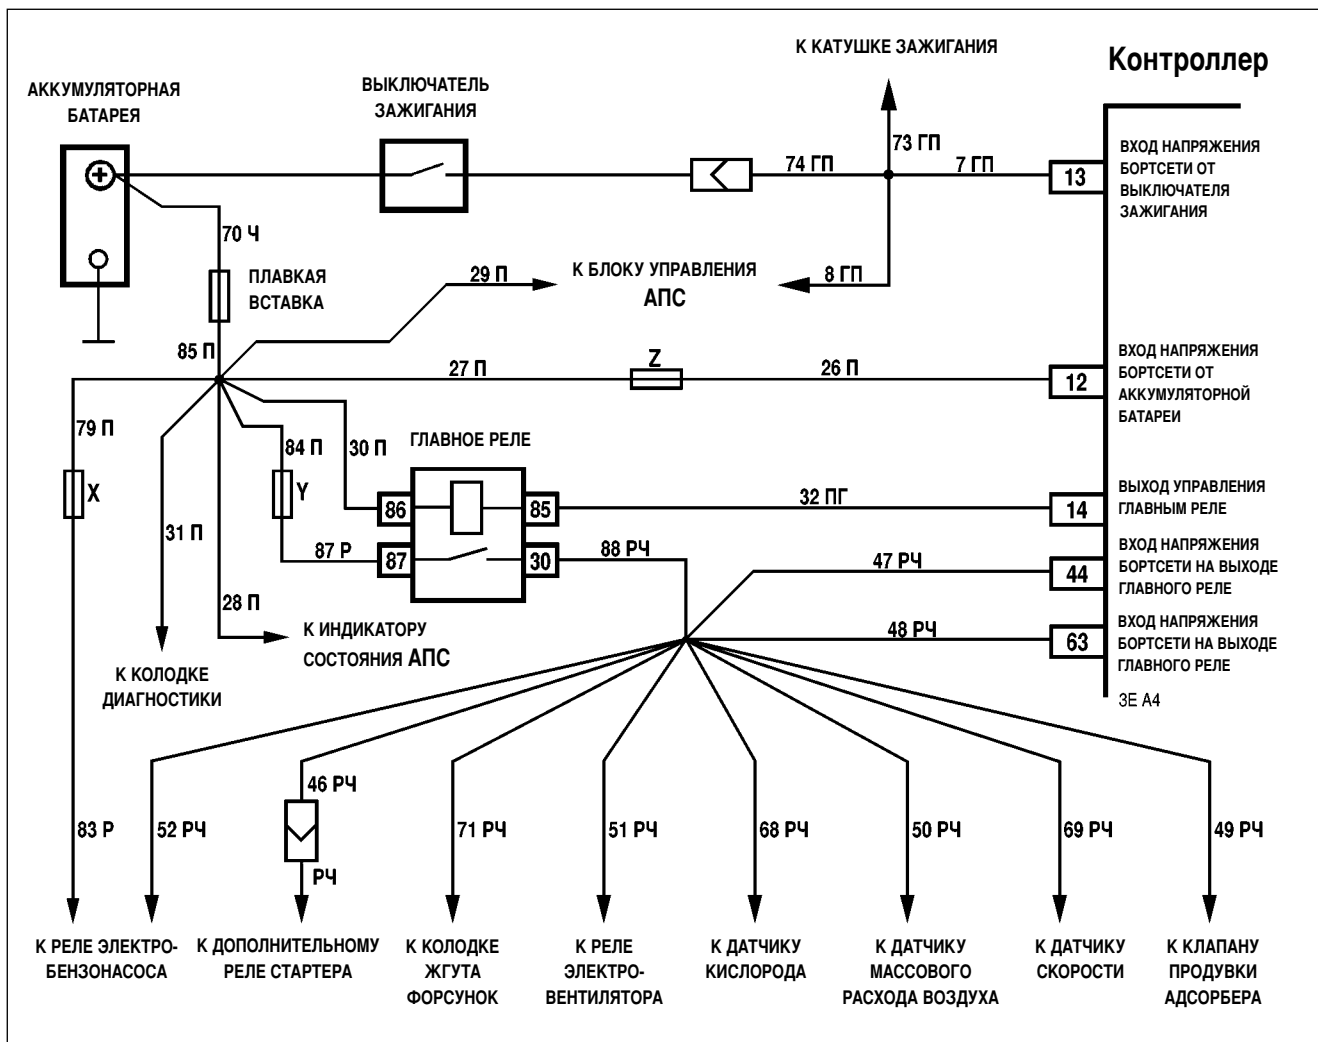 К КАТУШКЕ ЗАЖИГАНИЯ
Контроллер
АККУМУЛЯТОРНАЯ
БАТАРЕЯ
ВЫКЛЮЧАТЕЛЬ
ЗАЖИГАНИЯ
73 ГП
74 ГП
7 ГП
13
ВХОД НАПРЯЖЕНИЯ
БОРТСЕТИ ОТ
ВЫКЛЮЧАТЕЛЯ
ЗАЖИГАНИЯ
70 Ч
ПЛАВКАЯ
ВСТАВКА
29 П
К БЛОКУ УПРАВЛЕНИЯ
АПС
8 ГП
85 П
27 П
Z
26 П
12
ВХОД НАПРЯЖЕНИЯ
БОРТСЕТИ ОТ
АККУМУЛЯТОРНОЙ
БАТАРЕИ
79 П
84 П
30 П
ГЛАВНОЕ РЕЛЕ
X
Y
86
85
32 ПГ
14
ВЫХОД УПРАВЛЕНИЯ
ГЛАВНЫМ РЕЛЕ
31 П
87 Р
87
30
88 РЧ
47 РЧ
44
ВХОД НАПРЯЖЕНИЯ
БОРТСЕТИ НА ВЫХОДЕ
ГЛАВНОГО РЕЛЕ
28 П
К ИНДИКАТОРУ
СОСТОЯНИЯ АПС
48 РЧ
63
ВХОД НАПРЯЖЕНИЯ
БОРТСЕТИ НА ВЫХОДЕ
ГЛАВНОГО РЕЛЕ
К КОЛОДКЕ
ДИАГНОСТИКИ
3Е А4
83 Р
52 РЧ
46 РЧ
РЧ
71 РЧ
51 РЧ
68 РЧ
50 РЧ
69 РЧ
49 РЧ
К РЕЛЕ ЭЛЕКТРО-
БЕНЗОНАСОСА
К ДОПОЛНИТЕЛЬНОМУ
РЕЛЕ СТАРТЕРА
К КОЛОДКЕ
ЖГУТА
ФОРСУНОК
К РЕЛЕ
ЭЛЕКТРО-
ВЕНТИЛЯТОРА
К ДАТЧИКУ
КИСЛОРОДА
К ДАТЧИКУ
МАССОВОГО
РАСХОДА ВОЗДУХА
К ДАТЧИКУ
СКОРОСТИ
К КЛАПАНУ
ПРОДУВКИ
АДСОРБЕРА